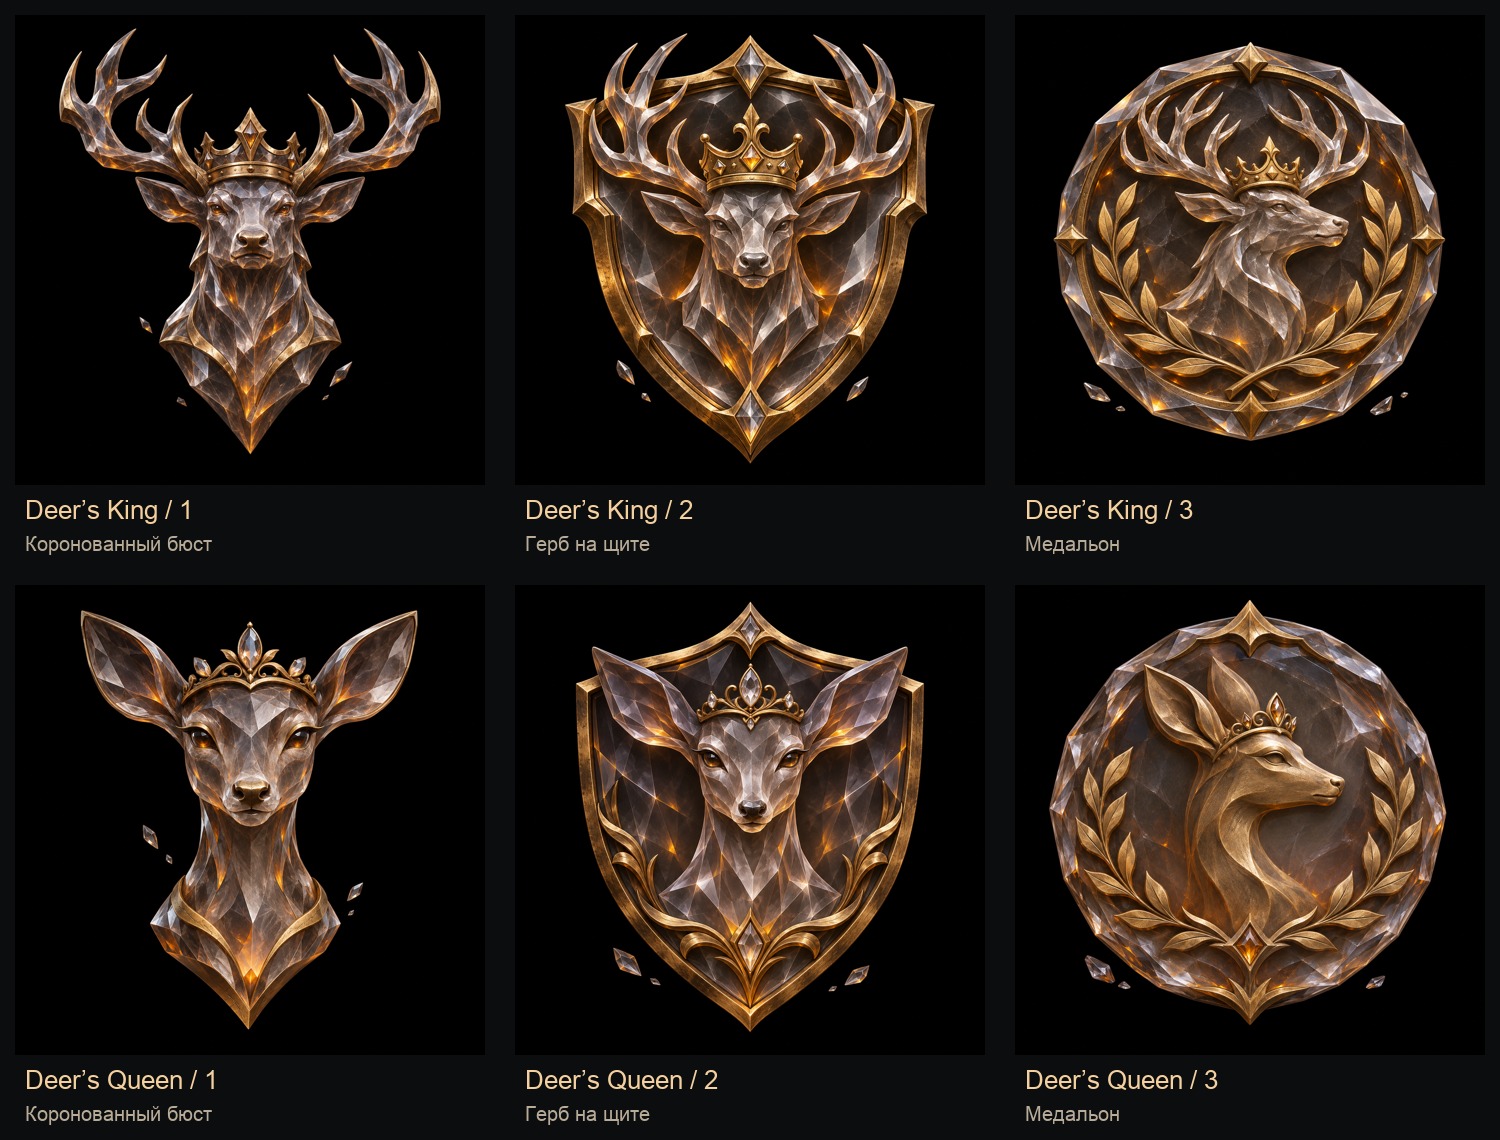 Deer’s King / 1
Коронованный бюст
Deer’s King / 2
Герб на щите
Deer’s King / 3
Медальон
Deer’s Queen / 1
Коронованный бюст
Deer’s Queen / 2
Герб на щите
Deer’s Queen / 3
Медальон